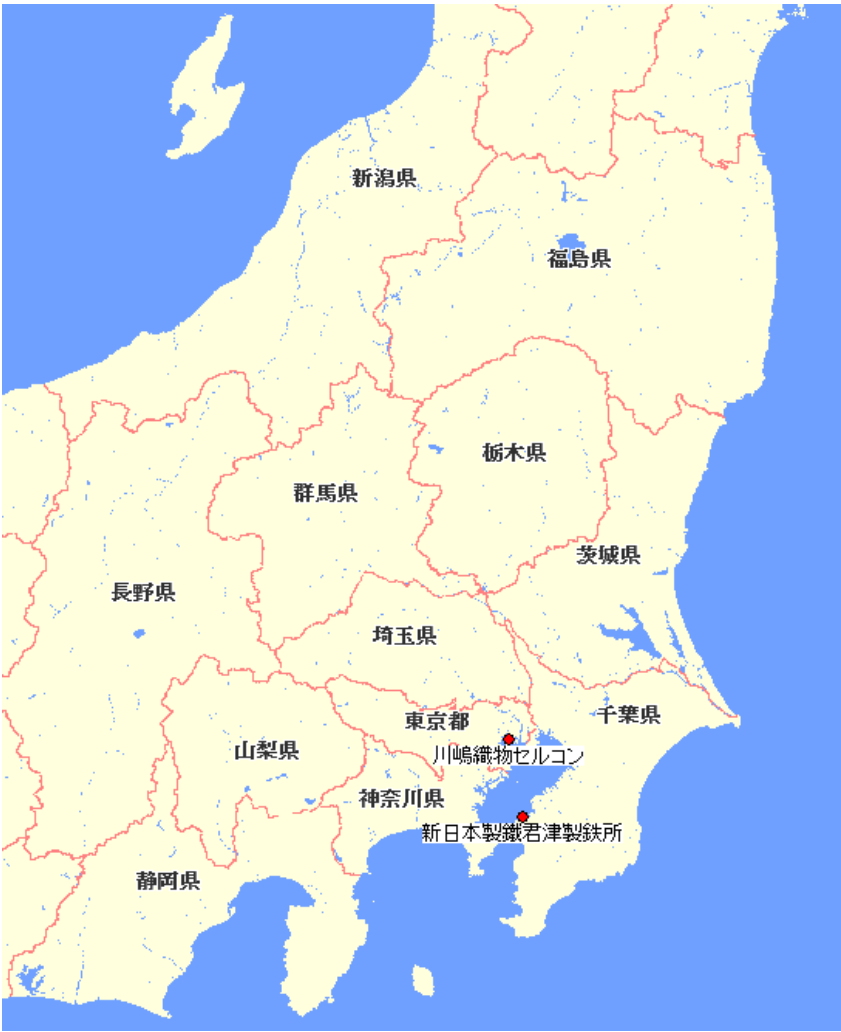 新潟県
福島県
栃木県
群馬県
茨城県
長野県
埼玉県
千葉県
東京都
山梨県
川嶋織物セルコン
神奈川県
新日本製鐵君津製鉄所
静岡県